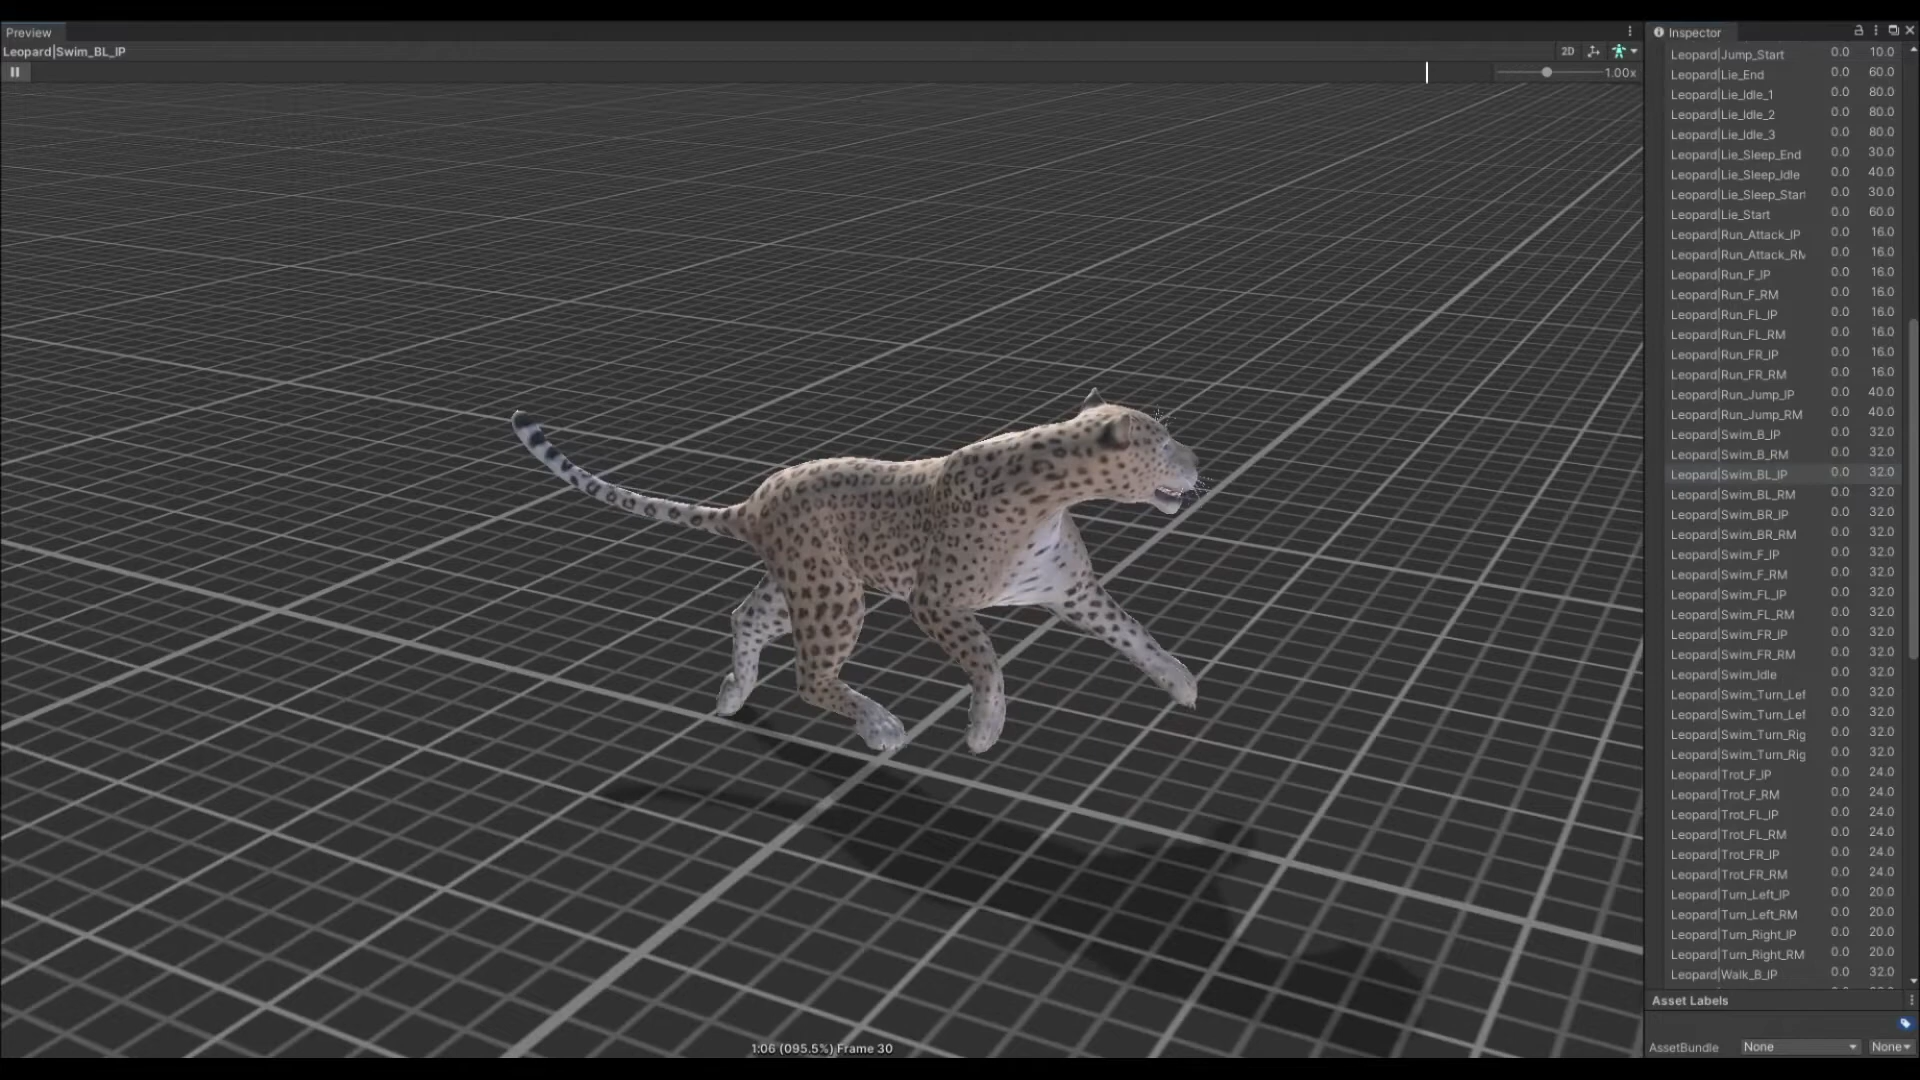 Preview
Leopard|Swim_BL_IP
2D
1.00x
1:06 (095.5%) Frame 30
Inspector
Leopard|Jump_Start 0.0 10.0
Leopard|Lie_End 0.0 60.0
Leopard|Lie_Idle_1 0.0 80.0
Leopard|Lie_Idle_2 0.0 80.0
Leopard|Lie_Idle_3 0.0 80.0
Leopard|Lie_Sleep_End 0.0 30.0
Leopard|Lie_Sleep_Idle 0.0 40.0
Leopard|Lie_Sleep_Start 0.0 30.0
Leopard|Lie_Start 0.0 60.0
Leopard|Run_Attack_IP 0.0 16.0
Leopard|Run_Attack_RM 0.0 16.0
Leopard|Run_F_IP 0.0 16.0
Leopard|Run_F_RM 0.0 16.0
Leopard|Run_FL_IP 0.0 16.0
Leopard|Run_FL_RM 0.0 16.0
Leopard|Run_FR_IP 0.0 16.0
Leopard|Run_FR_RM 0.0 16.0
Leopard|Run_Jump_IP 0.0 40.0
Leopard|Run_Jump_RM 0.0 40.0
Leopard|Swim_B_IP 0.0 32.0
Leopard|Swim_B_RM 0.0 32.0
Leopard|Swim_BL_IP 0.0 32.0
Leopard|Swim_BL_RM 0.0 32.0
Leopard|Swim_BR_IP 0.0 32.0
Leopard|Swim_BR_RM 0.0 32.0
Leopard|Swim_F_IP 0.0 32.0
Leopard|Swim_F_RM 0.0 32.0
Leopard|Swim_FL_IP 0.0 32.0
Leopard|Swim_FL_RM 0.0 32.0
Leopard|Swim_FR_IP 0.0 32.0
Leopard|Swim_FR_RM 0.0 32.0
Leopard|Swim_Idle 0.0 32.0
Leopard|Swim_Turn_Lef 0.0 32.0
Leopard|Swim_Turn_Lef 0.0 32.0
Leopard|Swim_Turn_Rig 0.0 32.0
Leopard|Swim_Turn_Rig 0.0 32.0
Leopard|Trot_F_IP 0.0 24.0
Leopard|Trot_F_RM 0.0 24.0
Leopard|Trot_FL_IP 0.0 24.0
Leopard|Trot_FL_RM 0.0 24.0
Leopard|Trot_FR_IP 0.0 24.0
Leopard|Trot_FR_RM 0.0 24.0
Leopard|Turn_Left_IP 0.0 20.0
Leopard|Turn_Left_RM 0.0 20.0
Leopard|Turn_Right_IP 0.0 20.0
Leopard|Turn_Right_RM 0.0 20.0
Leopard|Walk_B_IP 0.0 32.0
Asset Labels
AssetBundle None None